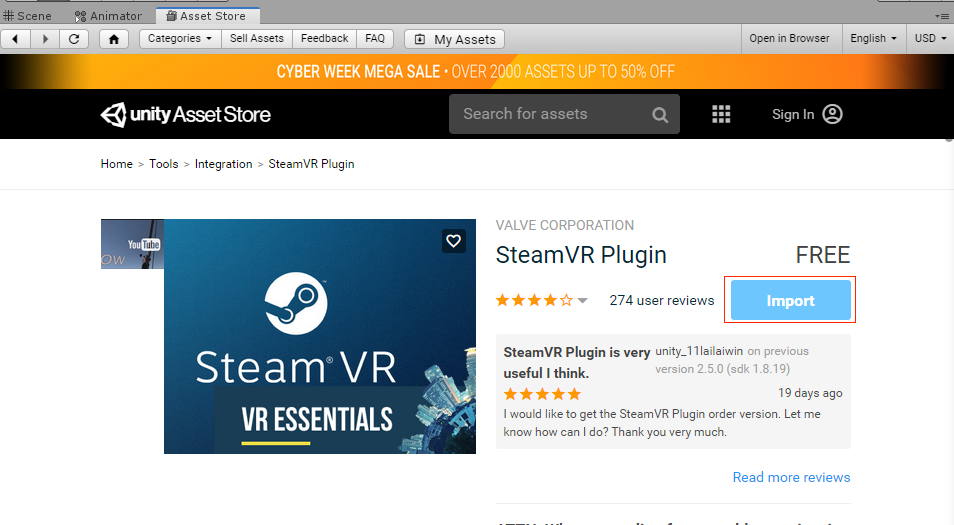 Scene Animator Asset Store
Categories Sell Assets Feedback FAQ My Assets Open in Browser English USD
CYBER WEEK MEGA SALE • OVER 2000 ASSETS UP TO 50% OFF
unity Asset Store Search for assets Sign In
Home > Tools > Integration > SteamVR Plugin
YouTube
OW
Steam®VR
VR ESSENTIALS
VALVE CORPORATION
SteamVR Plugin FREE
274 user reviews Import
SteamVR Plugin is very unity_11lailaiwin on previous
useful I think. version 2.5.0 (sdk 1.8.19)
19 days ago
I would like to get the SteamVR Plugin order version. Let me
know how can I do? Thank you very much.
Read more reviews